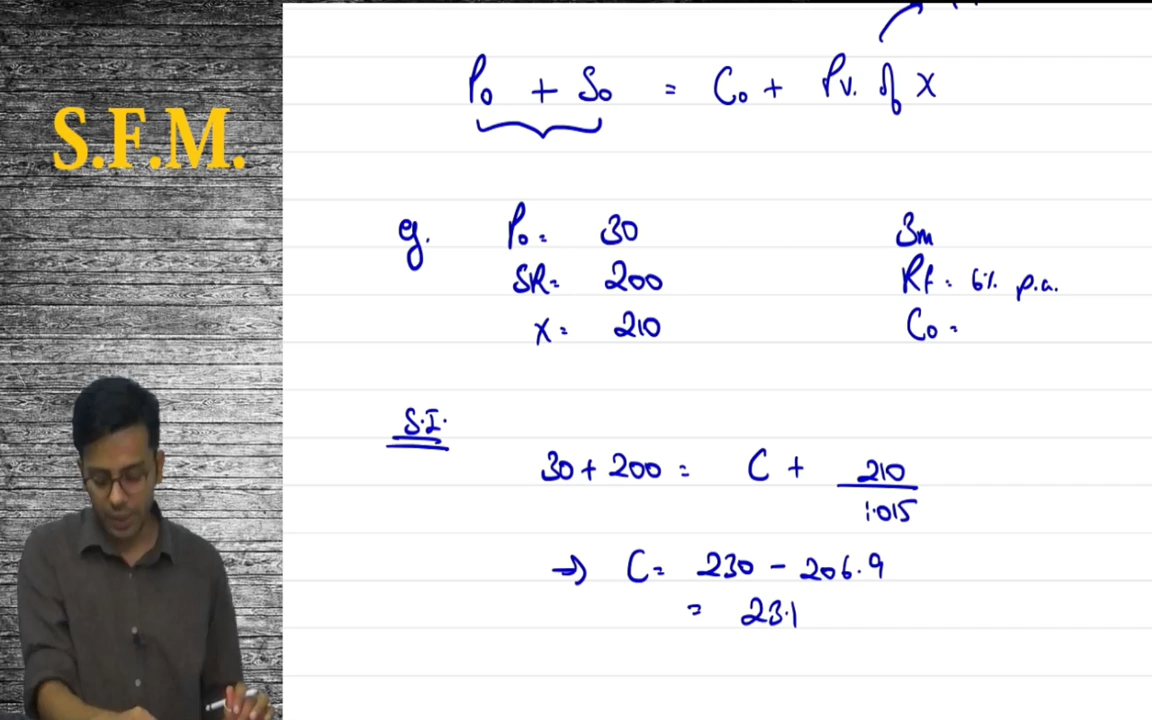 S.F.M.
P₀ + S₀ = C₀ + Pv. of X
eg. P₀ = 30 3m
SR = 200 Rf = 6% p.a.
X = 210 C₀ =
S.I.
30 + 200 = C + 210/1.015
→ C = 230 - 206.9
= 23.1